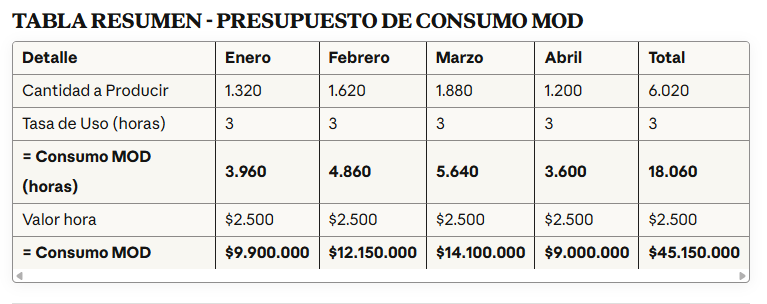 TABLA RESUMEN - PRESUPUESTO DE CONSUMO MOD
Detalle Enero Febrero Marzo Abril Total
Cantidad a Producir 1.320 1.620 1.880 1.200 6.020
Tasa de Uso (horas) 3 3 3 3 3
= Consumo MOD
(horas) 3.960 4.860 5.640 3.600 18.060
Valor hora $2.500 $2.500 $2.500 $2.500 $2.500
= Consumo MOD $9.900.000 $12.150.000 $14.100.000 $9.000.000 $45.150.000